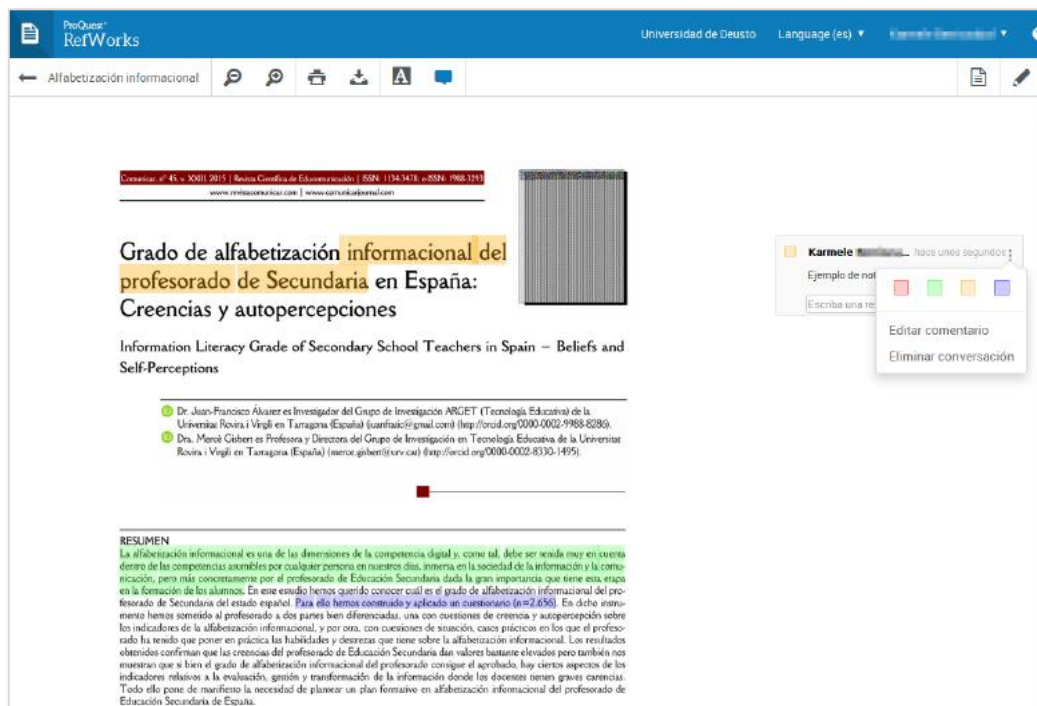 ProQuest
RefWorks
Universidad de Deusto Language (es)
Alfabetización informacional
Comunicar, nº 45, v. XXIII, 2015 | Revista Científica de Educomunicación | ISSN: 1134-3478; e-ISSN: 1988-3293
www.revistacomunicar.com | www.comunicarjournal.com
Grado de alfabetización informacional del
profesorado de Secundaria en España:
Creencias y autopercepciones
Information Literacy Grade of Secondary School Teachers in Spain – Beliefs and
Self-Perceptions
Dr. Juan-Francisco Álvarez es Investigador del Grupo de Investigación ARGET (Tecnología Educativa) de la
Universitat Rovira i Virgili en Tarragona (España) (juanfratic@gmail.com) (http://orcid.org/0000-0002-9988-8286).
Dra. Mercè Gisbert es Profesora y Directora del Grupo de Investigación en Tecnología Educativa de la Universitat
Rovira i Virgili en Tarragona (España) (merce.gisbert@urv.cat) (http://orcid.org/0000-0002-8330-1495).
RESUMEN
La alfabetización informacional es una de las dimensiones de la competencia digital y, como tal, debe ser tenida muy en cuenta
dentro de las competencias asumibles por cualquier persona en nuestros días, inmersa en la sociedad de la información y la comu-
nicación, pero más concretamente por el profesorado de Educación Secundaria dada la gran importancia que tiene esta etapa
en la formación de los alumnos. En este estudio hemos querido conocer cuál es el grado de alfabetización informacional del pro-
fesorado de Secundaria del estado español. Para ello hemos construido y aplicado un cuestionario (n=2.656). En dicho instru-
mento hemos sometido al profesorado a dos partes bien diferenciadas, una con cuestiones de creencia y autopercepción sobre
los indicadores de la alfabetización informacional, y por otra, con cuestiones de situación, casos prácticos en los que el profeso-
rado ha tenido que poner en práctica las habilidades y destrezas que tiene sobre la alfabetización informacional. Los resultados
obtenidos confirman que las creencias del profesorado de Educación Secundaria dan valores bastante elevados pero también nos
muestran que si bien el grado de alfabetización informacional del profesorado consigue el aprobado, hay ciertos aspectos de los
indicadores relativos a la evaluación, gestión y transformación de la información donde los docentes tienen graves carencias.
Todo ello pone de manifiesto la necesidad de plantear un plan formativo en alfabetización informacional del profesorado de
Educación Secundaria de España.
Karmele hace unos segundos
Ejemplo de not
Escriba una re
Editar comentario
Eliminar conversación